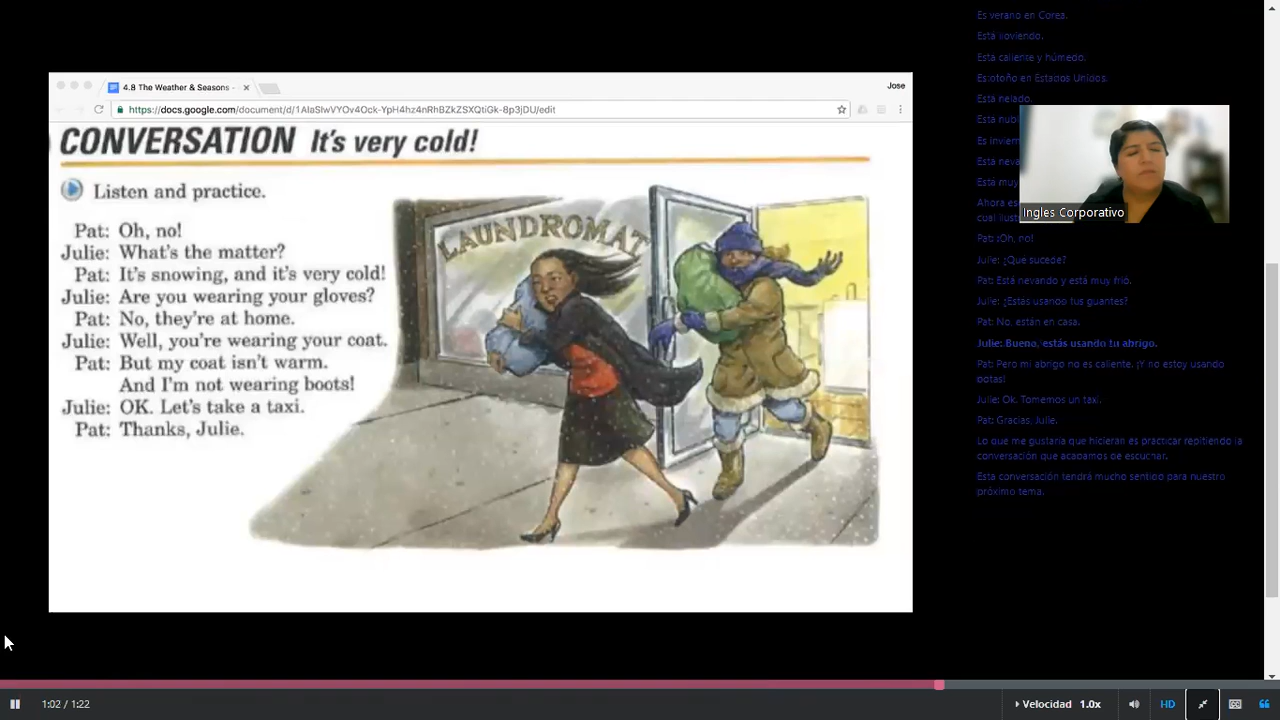 4.8 The Weather & Seasons -
Jose
https://docs.google.com/document/d/
CONVERSATION It's very cold!
Listen and practice.
Pat: Oh, no!
Julie: What's the matter?
Pat: It's snowing, and it's very cold!
Julie: Are you wearing your gloves?
Pat: No, they're at home.
Julie: Well, you're wearing your coat.
Pat: But my coat isn't warm.
And I'm not wearing boots!
Julie: OK. Let's take a taxi.
Pat: Thanks, Julie.
LAUNDROMAT
Es verano en Corea.
Está lloviendo.
Está caliente y húmedo.
Es otoño en Estados Unidos.
Está
Está
Es
Está
Está muy
Ahora
cual
Ingles Corporativo
Pat: ¡Oh, no!
Julie: ¿Qué sucede?
Pat: Está nevando y está muy frío.
Julie: ¿Estás usando tus guantes?
Pat: No, están en casa.
Julie: Bueno, estás usando tu abrigo.
Pat: Pero mi abrigo no es caliente. ¡Y no estoy usando
botas!
Julie: Ok. Tomemos un taxi.
Pat: Gracias, Julie.
Lo que me gustaría que hicieran es practicar repitiendo la
conversación que acabamos de escuchar.
Esta conversación tendrá mucho sentido para nuestro
próximo tema.
1:02 / 1:22
Velocidad 1.0x
HD